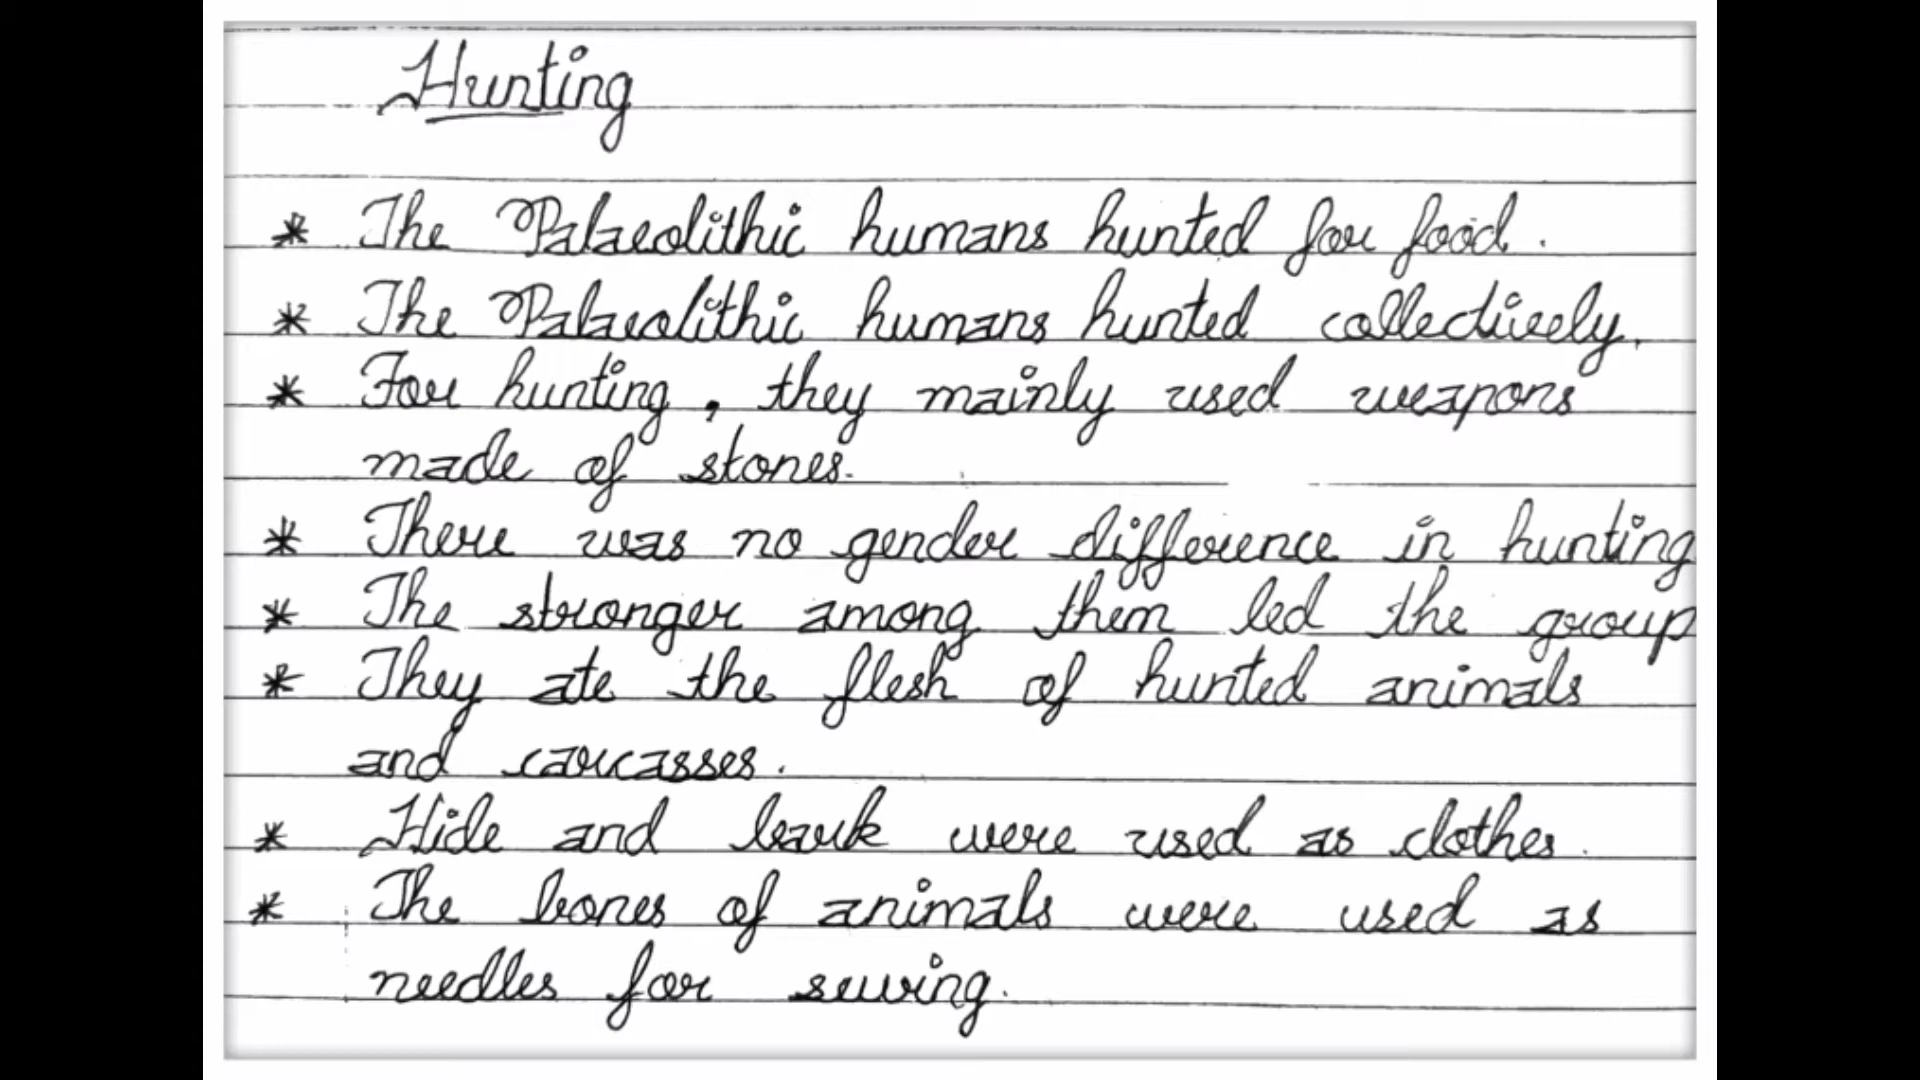 Hunting
* The Palaeolithic humans hunted for food.
* The Palaeolithic humans hunted collectively.
* For hunting, they mainly used weapons
made of stones.
* There was no gender difference in hunting
* The stronger among them led the group
* They ate the flesh of hunted animals
and carcasses.
* Hide and bark were used as clothes.
* The bones of animals were used as
needles for sewing.